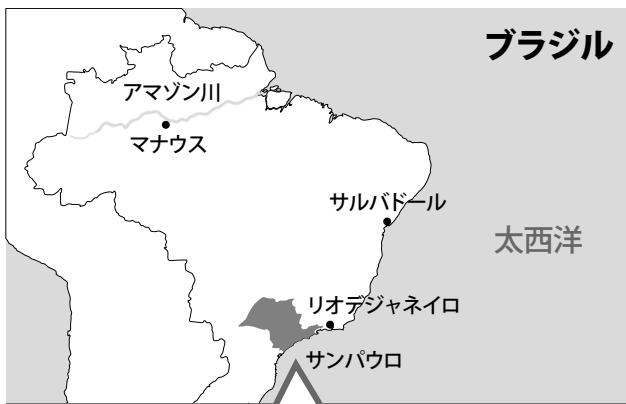 ブラジル
アマゾン川
マナウス
サルバドール
太西洋
リオデジャネイロ
サンパウロ